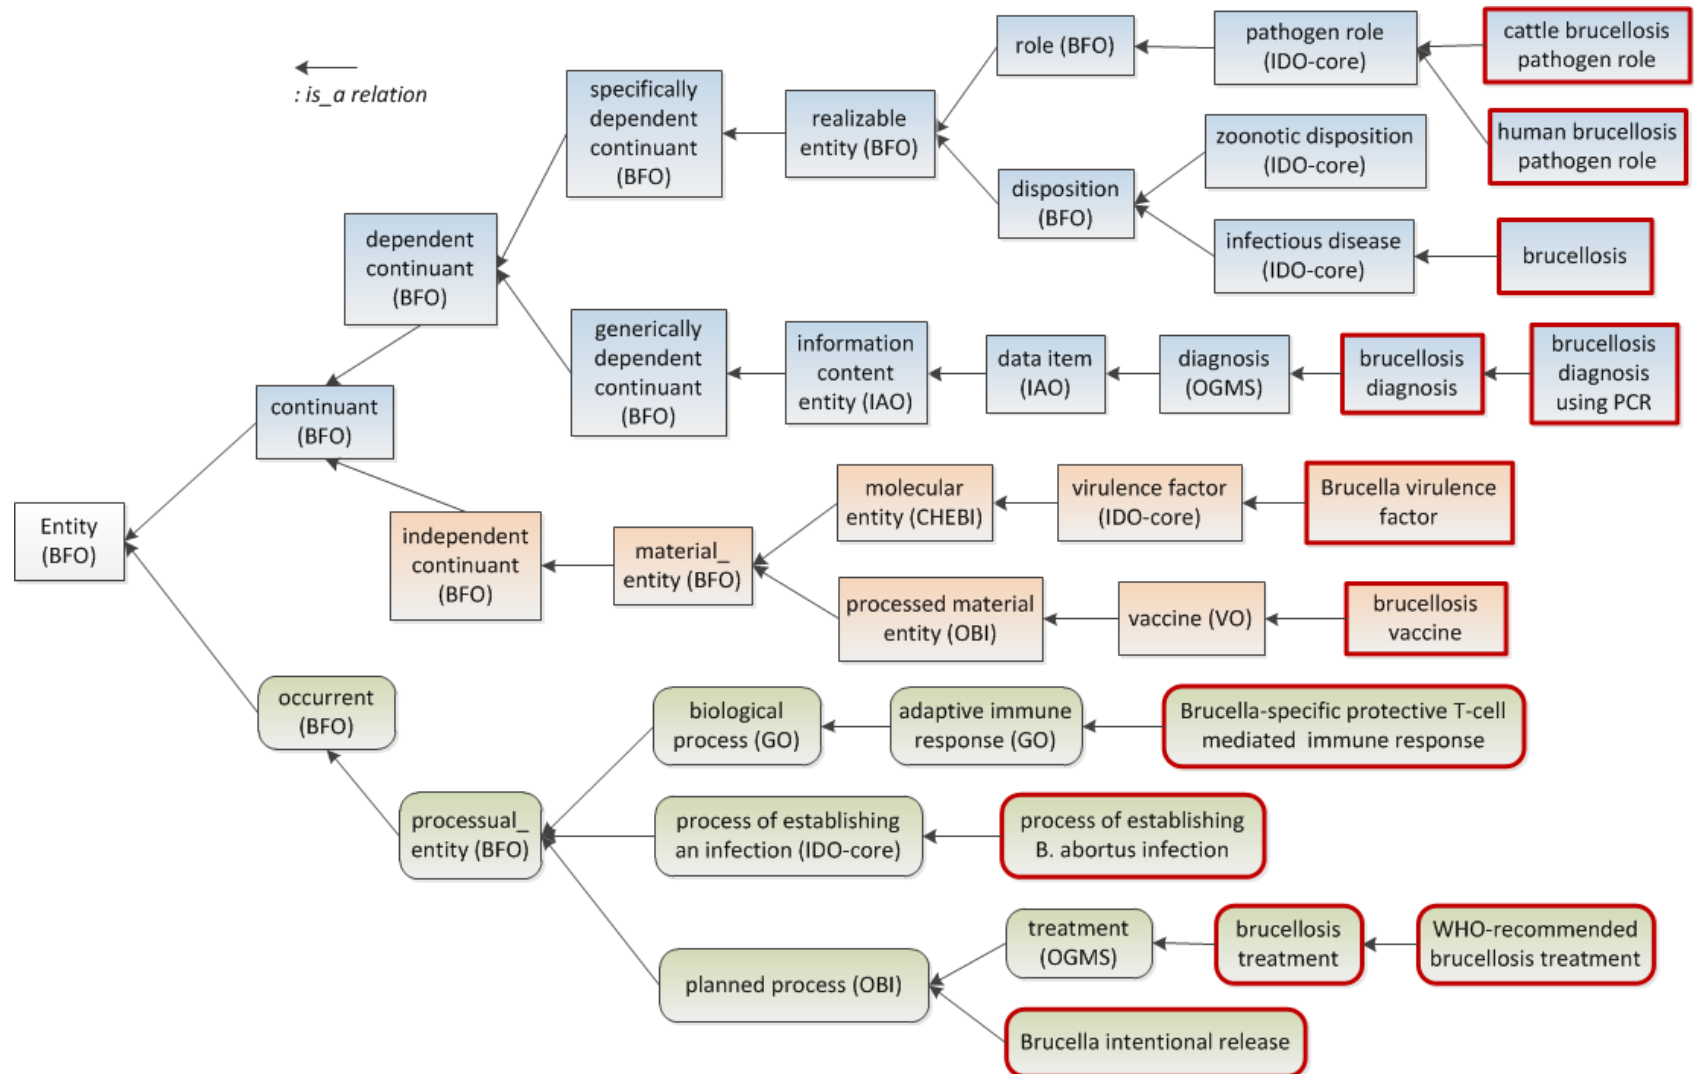 : is_a relation
Entity
(BFO)
continuant
(BFO)
occurrent
(BFO)
dependent
continuant
(BFO)
independent
continuant
(BFO)
processual_
entity (BFO)
specifically
dependent
continuant
(BFO)
generically
dependent
continuant
(BFO)
material_
entity (BFO)
realizable
entity (BFO)
role (BFO)
pathogen role
(IDO-core)
cattle brucellosis
pathogen role
human brucellosis
pathogen role
disposition
(BFO)
zoonotic disposition
(IDO-core)
infectious disease
(IDO-core)
brucellosis
information
content
entity (IAO)
data item
(IAO)
diagnosis
(OGMS)
brucellosis
diagnosis
brucellosis
diagnosis
using PCR
molecular
entity (CHEBI)
virulence factor
(IDO-core)
Brucella virulence
factor
processed material
entity (OBI)
vaccine (VO)
brucellosis
vaccine
biological
process (GO)
adaptive immune
response (GO)
Brucella-specific protective T-cell
mediated immune response
process of establishing
an infection (IDO-core)
process of establishing
B. abortus infection
planned process (OBI)
treatment
(OGMS)
brucellosis
treatment
WHO-recommended
brucellosis treatment
Brucella intentional release